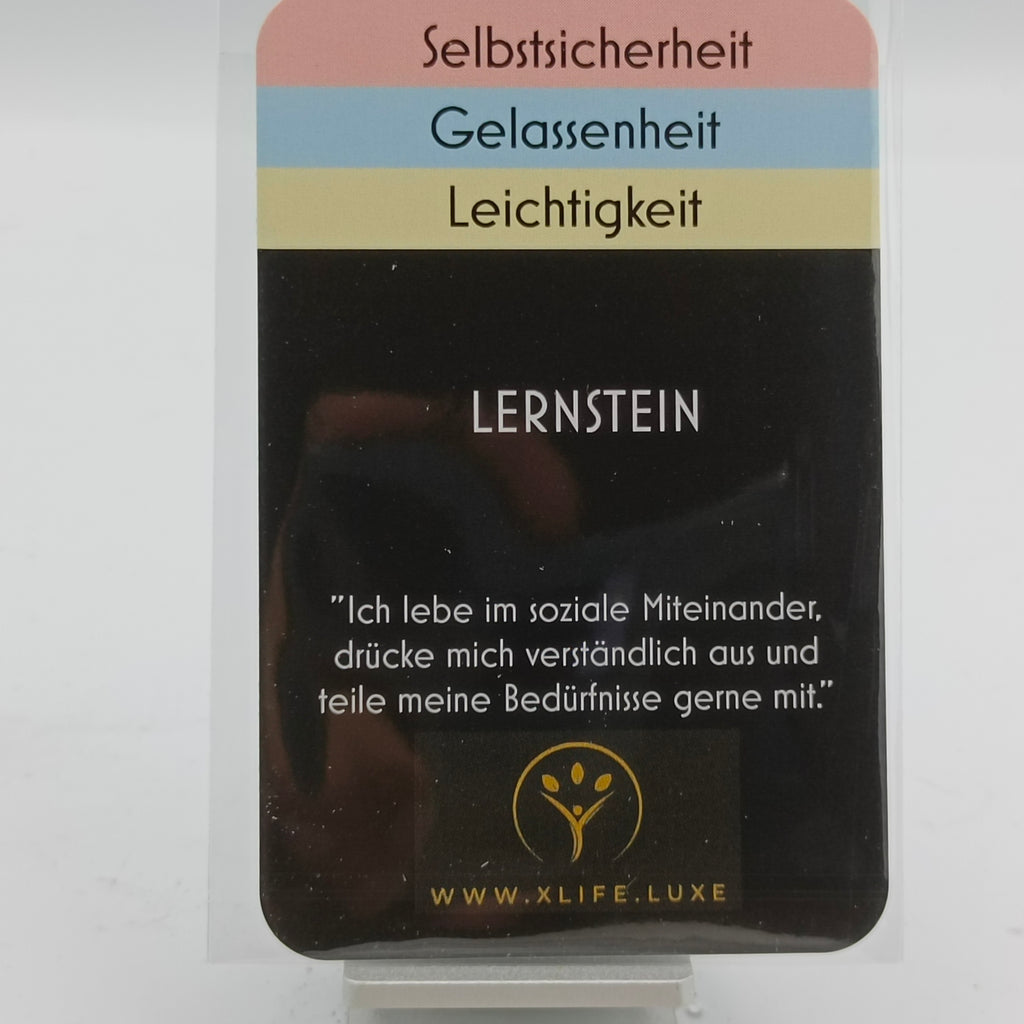 Selbstsicherheit
Gelassenheit
Leichtigkeit
LERNSTEIN
"Ich lebe im soziale Miteinander,
drücke mich verständlich aus und
teile meine Bedürfnisse gerne mit."
WWW.XLIFE.LUXE